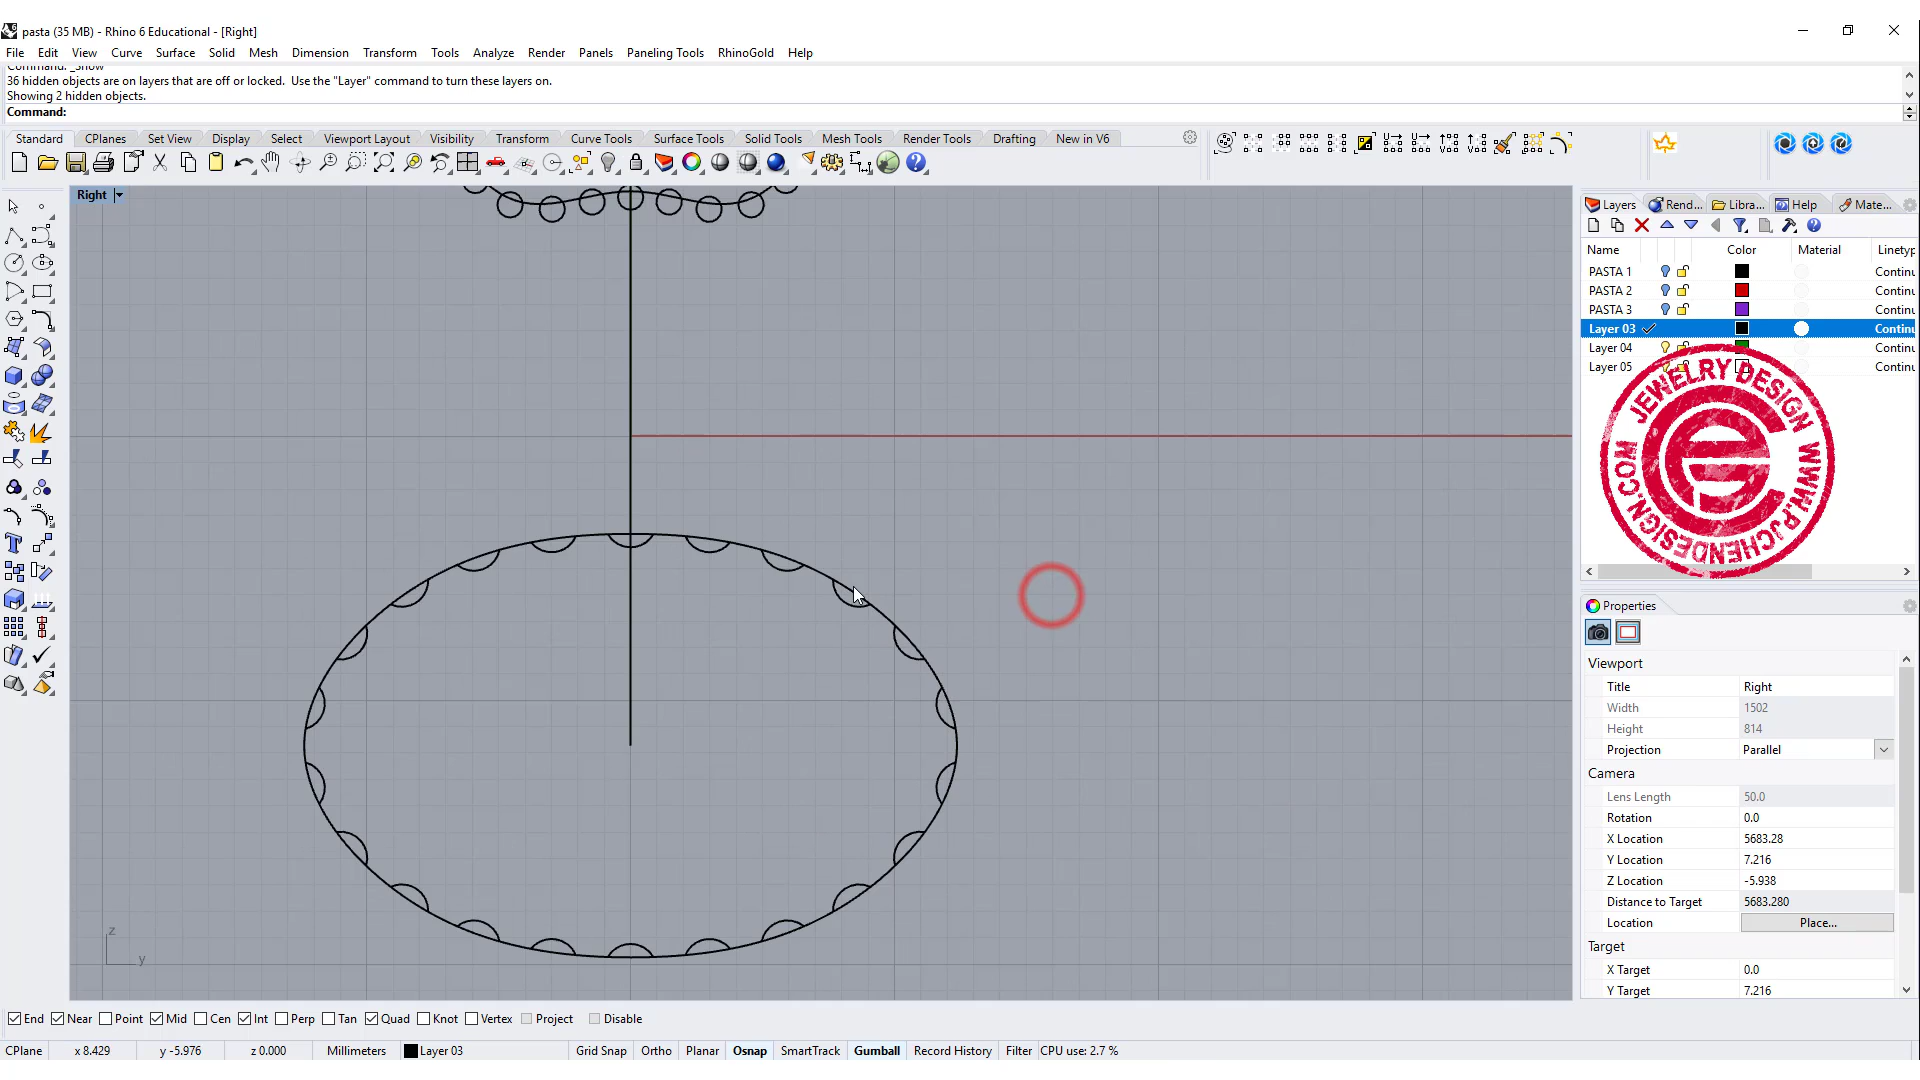 pasta (35 MB) - Rhino 6 Educational - [Right]
File Edit View Curve Surface Solid Mesh Dimension Transform Tools Analyze Render Panels Paneling Tools RhinoGold Help
Command: _Show
36 hidden objects are on layers that are off or locked.  Use the "Layer" command to turn these layers on.
Showing 2 hidden objects.
Command:
Standard CPlanes Set View Display Select Viewport Layout Visibility Transform Curve Tools Surface Tools Solid Tools Mesh Tools Render Tools Drafting New in V6
Right
Layers Rend... Libra... Help Mate...
Name Color Material Linetyp
PASTA 1 Continu
PASTA 2 Continu
PASTA 3 Continu
Layer 03 Continu
Layer 04 Continu
Layer 05 Continu
JEWELRY DESIGN WWW.PJCHENDESIGN.COM
Properties
Viewport
Title Right
Width 1502
Height 814
Projection Parallel
Camera
Lens Length 50.0
Rotation 0.0
X Location 5683.28
Y Location 7.216
Z Location -5.938
Distance to Target 5683.280
Location Place...
Target
X Target 0.0
Y Target 7.216
z
y
End Near Point Mid Cen Int Perp Tan Quad Knot Vertex Project Disable
CPlane x 8.429 y -5.976 z 0.000 Millimeters Layer 03 Grid Snap Ortho Planar Osnap SmartTrack Gumball Record History Filter CPU use: 2.7 %